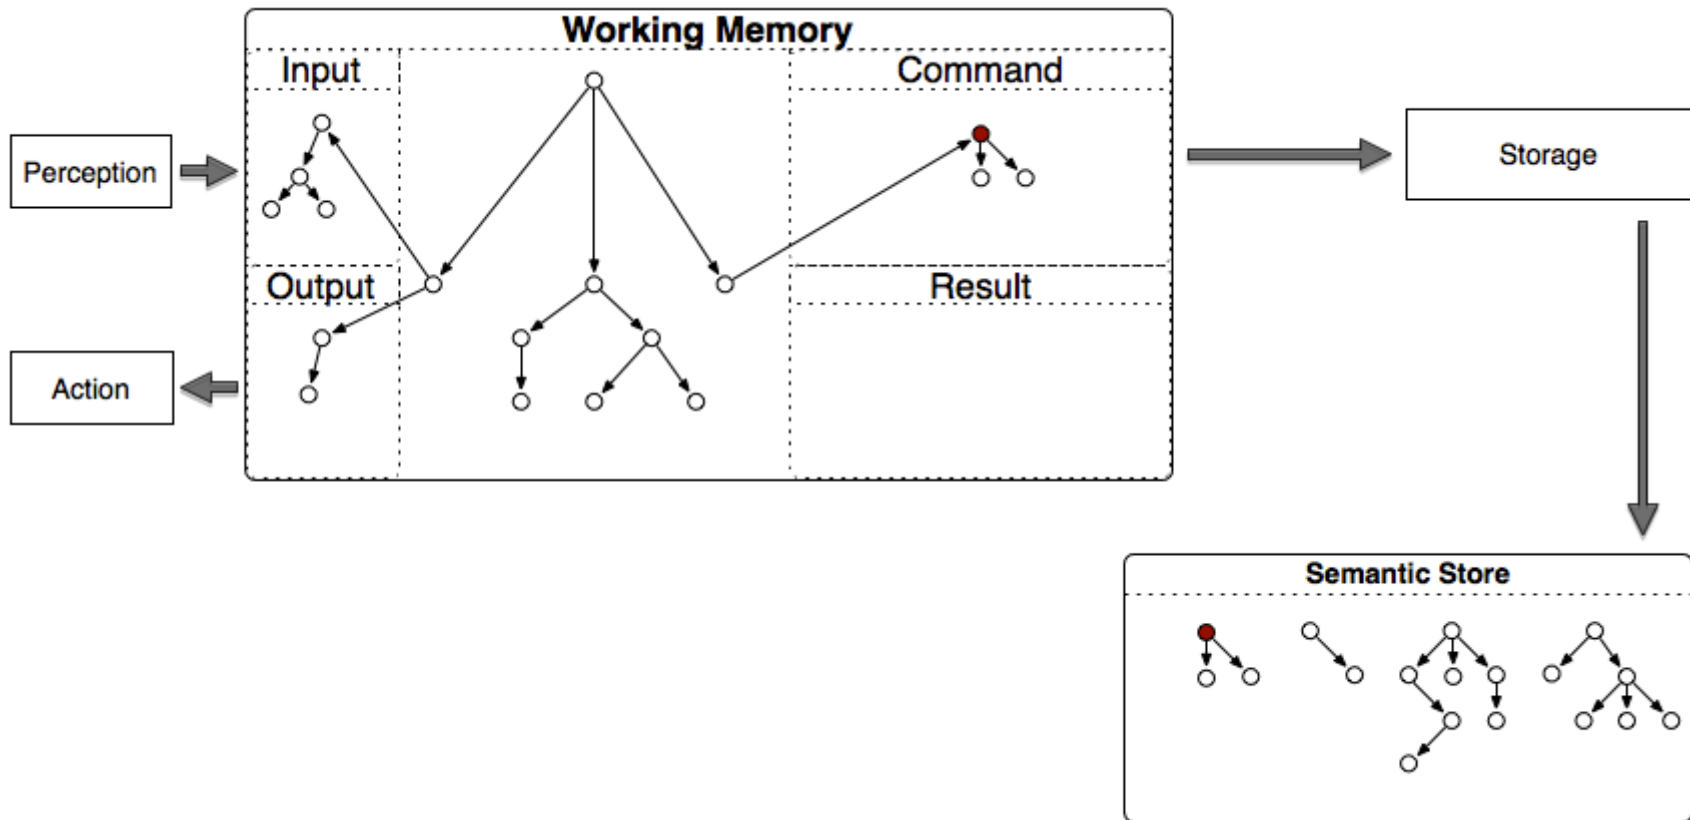 Working Memory
Input
Command
Perception
Storage
Output
Result
Action
Semantic Store